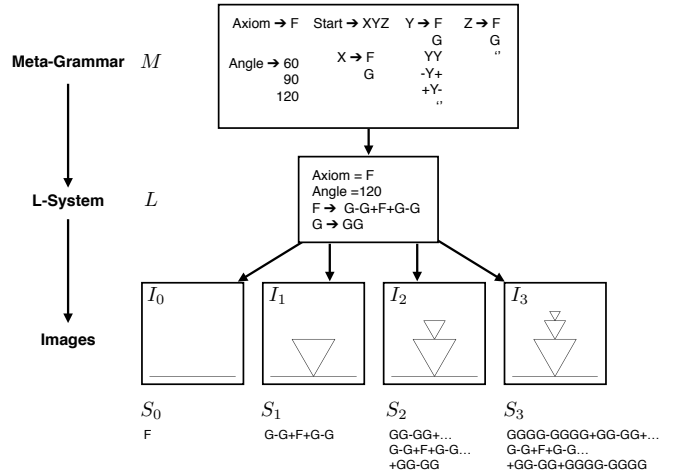 Meta-Grammar M
Axiom ➔ F Start ➔ XYZ Y ➔ F Z ➔ F
G G
Angle ➔ 60 X ➔ F YY ‘’
90 G -Y+
120 +Y-
‘’
L-System L
Axiom = F
Angle =120
F ➔ G-G+F+G-G
G ➔ GG
Images
I₀ I₁ I₂ I₃
S₀ S₁ S₂ S₃
F G-G+F+G-G GG-GG+… GGGG-GGGG+GG-GG+…
G-G+F+G-G… G-G+F+G-G…
+GG-GG +GG-GG+GGGG-GGGG